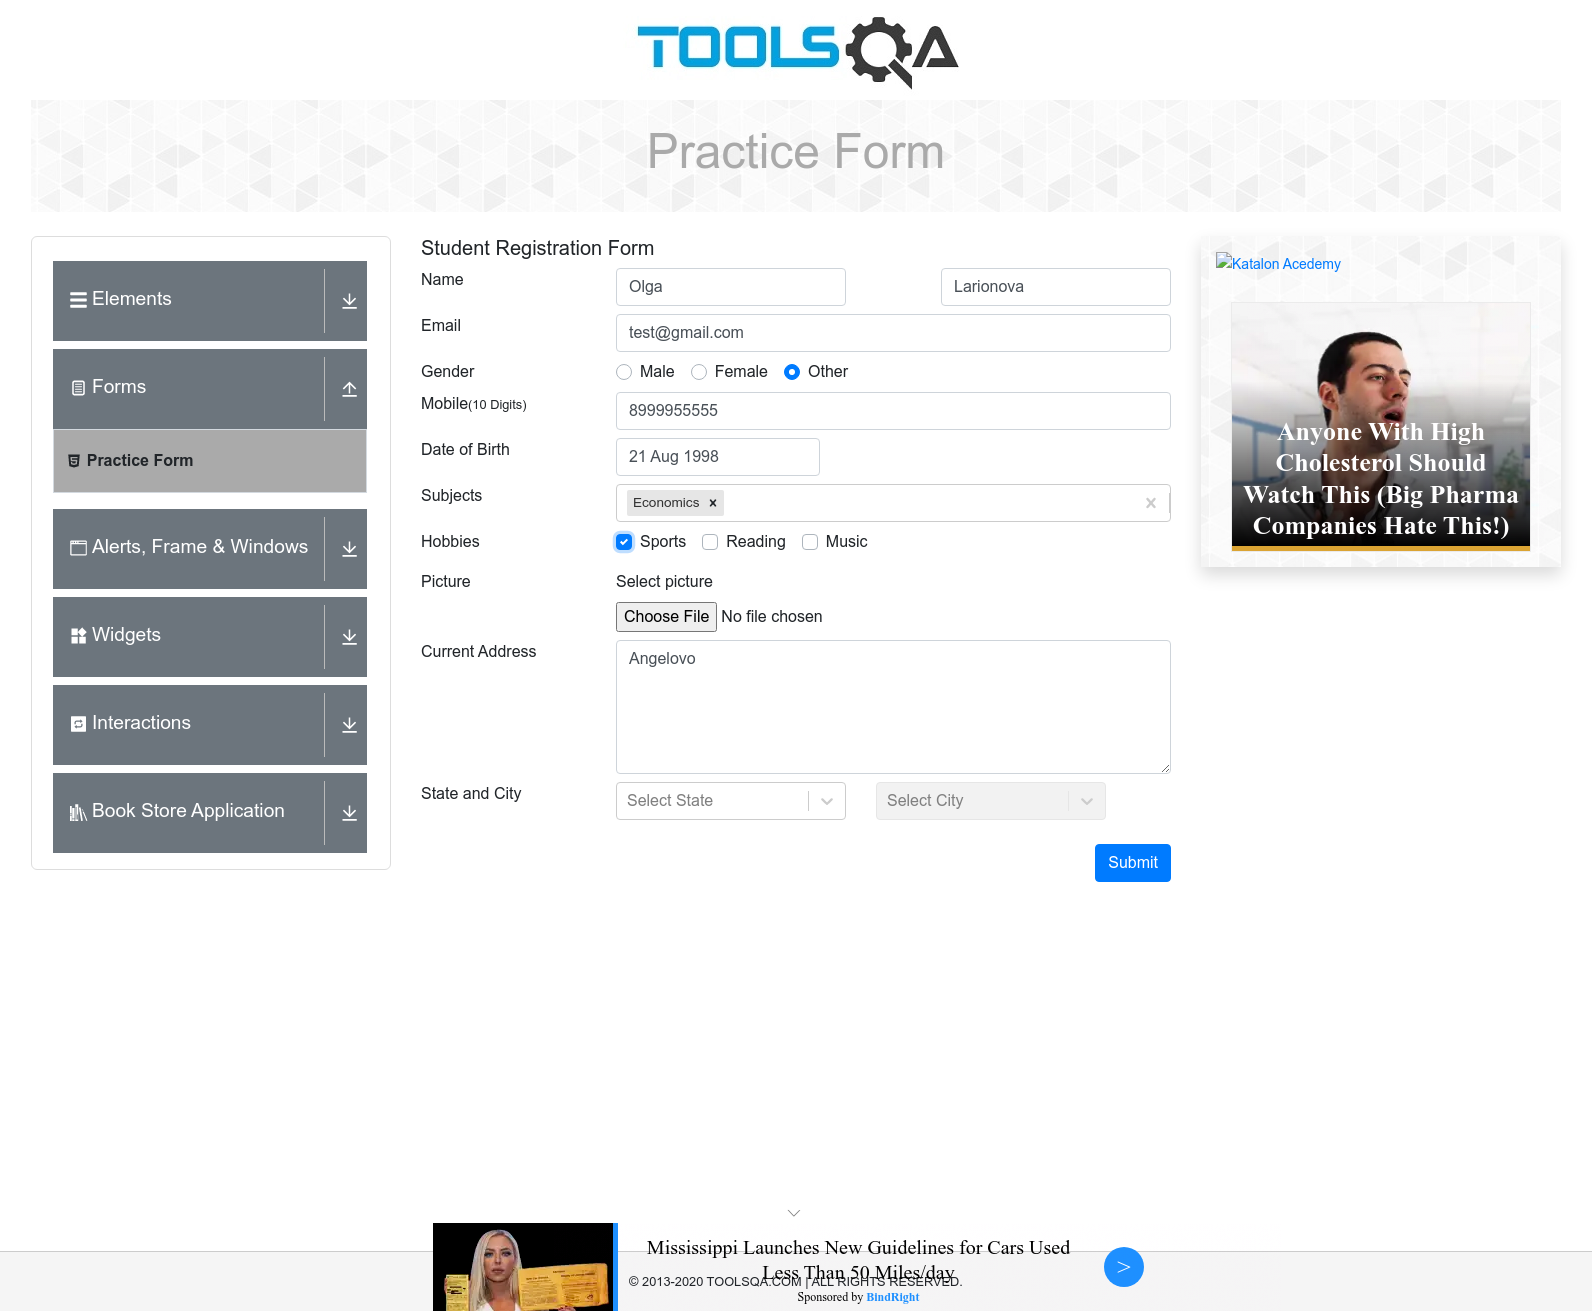 TOOLSQA
Practice Form
Elements
Forms
Practice Form
Alerts, Frame & Windows
Widgets
Interactions
Book Store Application
Student Registration Form
Name
Olga
Larionova
Email
test@gmail.com
Gender
Male
Female
Other
Mobile(10 Digits)
8999955555
Date of Birth
21 Aug 1998
Subjects
Economics
Hobbies
Sports
Reading
Music
Picture
Select picture
Choose File No file chosen
Current Address
Angelovo
State and City
Select State
Select City
Submit
Katalon Acedemy
Anyone With High
Cholesterol Should
Watch This (Big Pharma
Companies Hate This!)
Mississippi Launches New Guidelines for Cars Used
Less Than 50 Miles/day
© 2013-2020 TOOLSQA.COM | ALL RIGHTS RESERVED.
Sponsored by BindRight